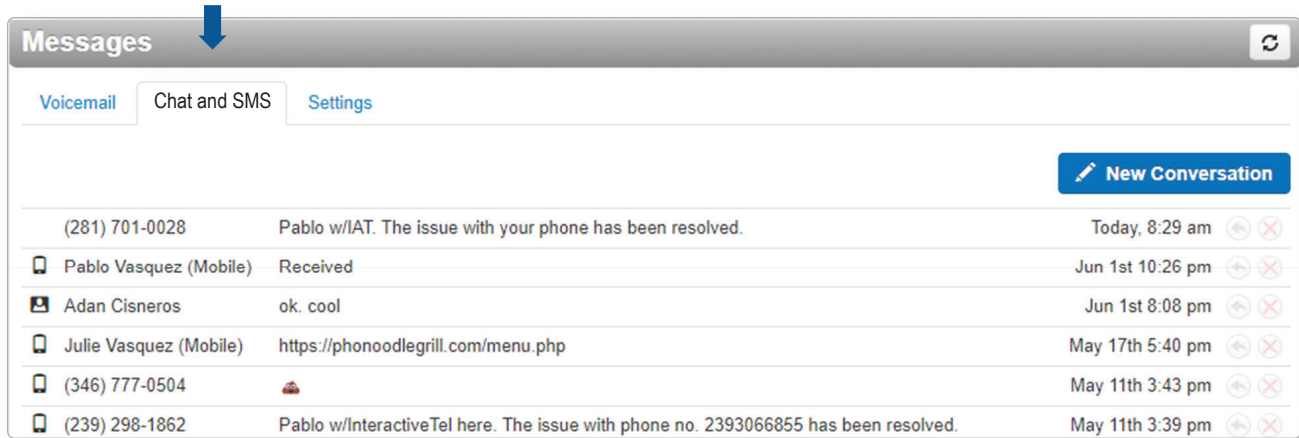 Messages
Voicemail Chat and SMS Settings
New Conversation
(281) 701-0028 Pablo w/IAT. The issue with your phone has been resolved. Today, 8:29 am
Pablo Vasquez (Mobile) Received Jun 1st 10:26 pm
Adan Cisneros ok. cool Jun 1st 8:08 pm
Julie Vasquez (Mobile) https://phonoodlegrill.com/menu.php May 17th 5:40 pm
(346) 777-0504 💩 May 11th 3:43 pm
(239) 298-1862 Pablo w/InteractiveTel here. The issue with phone no. 2393066855 has been resolved. May 11th 3:39 pm